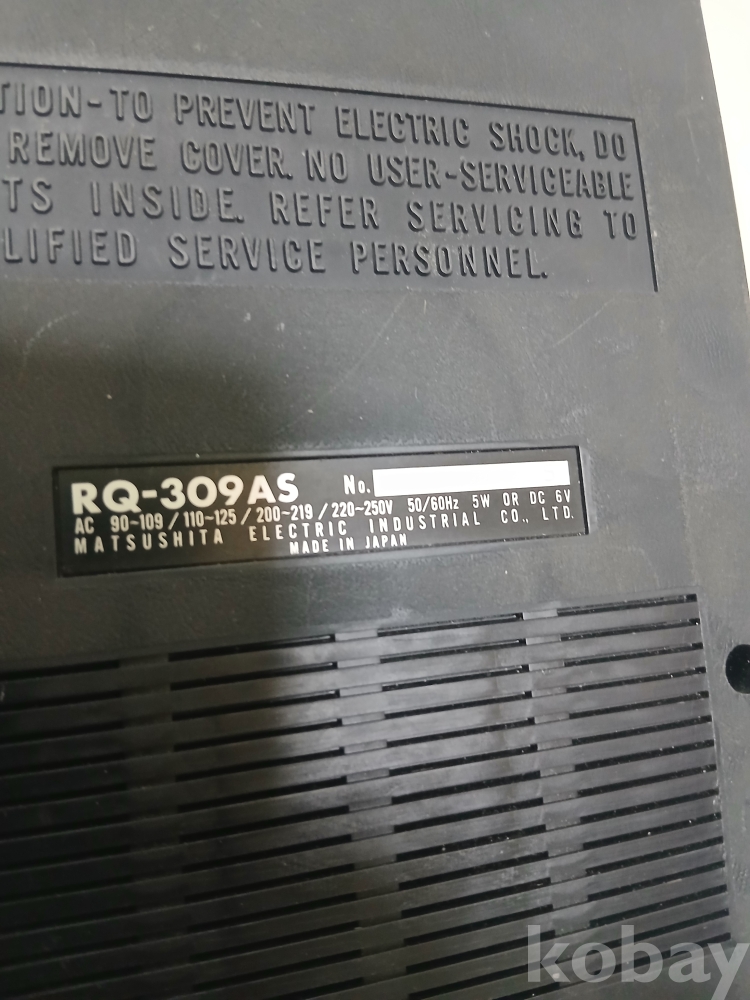 TION-TO PREVENT ELECTRIC SHOCK, DO
REMOVE COVER. NO USER-SERVICEABLE
TS INSIDE. REFER SERVICING TO
LIFIED SERVICE PERSONNEL.
RQ-309AS No.
AC 90~109/110~125/200~219/220~250V 50/60Hz 5W OR DC 6V
MATSUSHITA ELECTRIC INDUSTRIAL CO., LTD.
MADE IN JAPAN
kobay